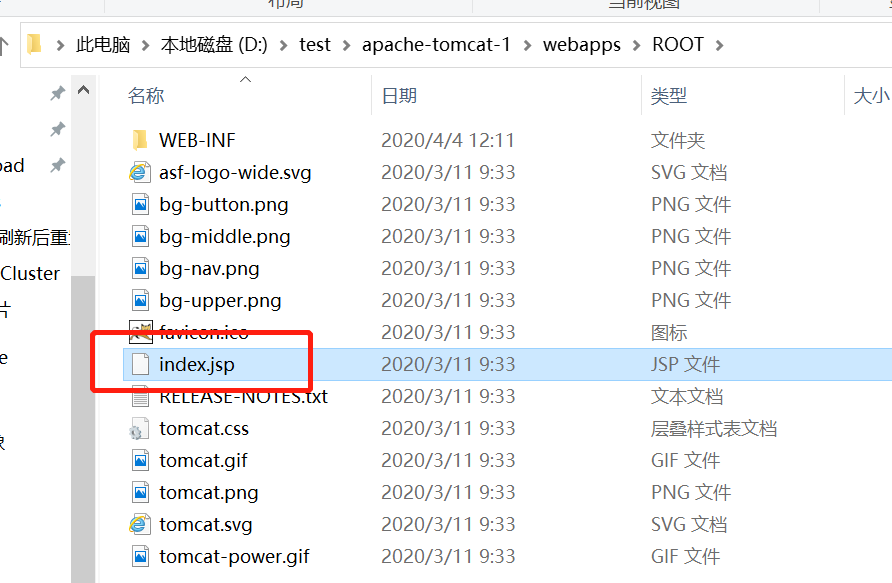 布局 当前视图
此电脑 > 本地磁盘 (D:) > test > apache-tomcat-1 > webapps > ROOT >
名称 日期 类型 大小
WEB-INF 2020/4/4 12:11 文件夹
oad asf-logo-wide.svg 2020/3/11 9:33 SVG 文档
bg-button.png 2020/3/11 9:33 PNG 文件
刷新后重 bg-middle.png 2020/3/11 9:33 PNG 文件
Cluster bg-nav.png 2020/3/11 9:33 PNG 文件
片 bg-upper.png 2020/3/11 9:33 PNG 文件
favicon.ico 2020/3/11 9:33 图标
e index.jsp 2020/3/11 9:33 JSP 文件
RELEASE-NOTES.txt 2020/3/11 9:33 文本文档
tomcat.css 2020/3/11 9:33 层叠样式表文档
tomcat.gif 2020/3/11 9:33 GIF 文件
tomcat.png 2020/3/11 9:33 PNG 文件
tomcat.svg 2020/3/11 9:33 SVG 文档
tomcat-power.gif 2020/3/11 9:33 GIF 文件